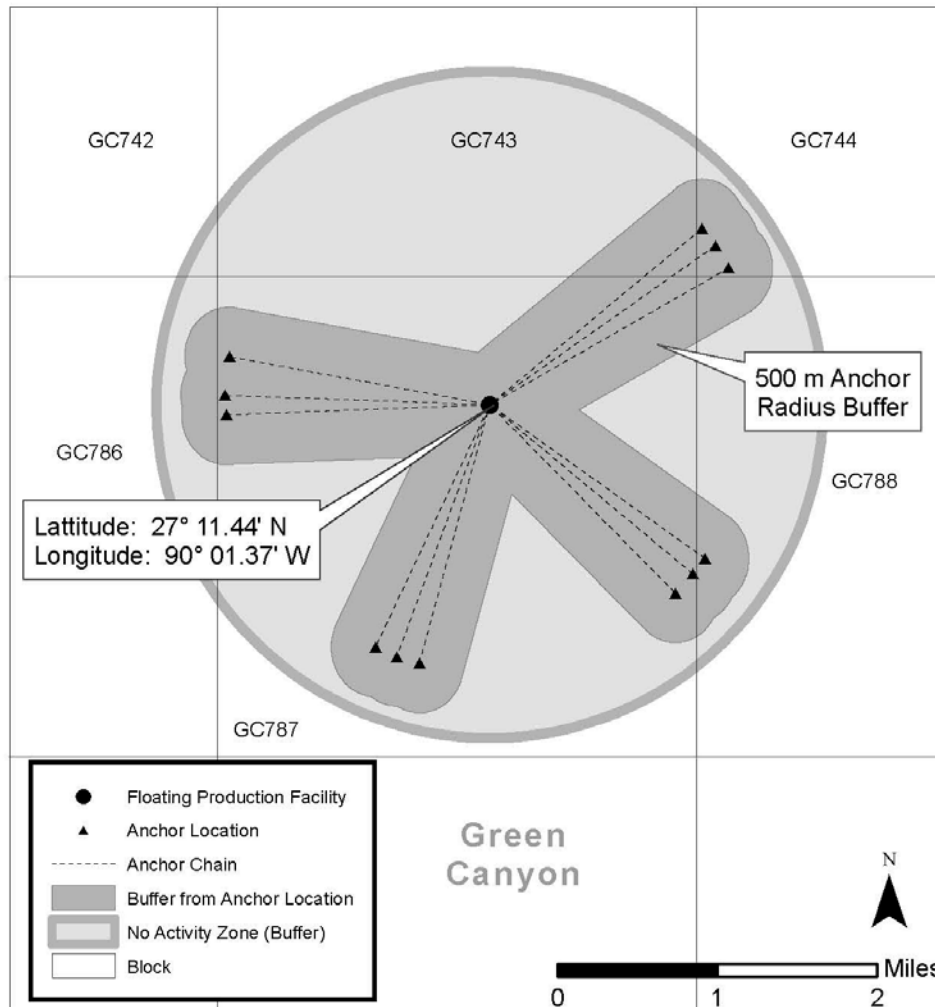 GC742
GC743
GC744
500 m Anchor
Radius Buffer
GC786
GC788
Lattitude: 27° 11.44' N
Longitude: 90° 01.37' W
GC787
Floating Production Facility
Anchor Location
Anchor Chain
Buffer from Anchor Location
No Activity Zone (Buffer)
Block
Green
Canyon
N
Miles
0 1 2